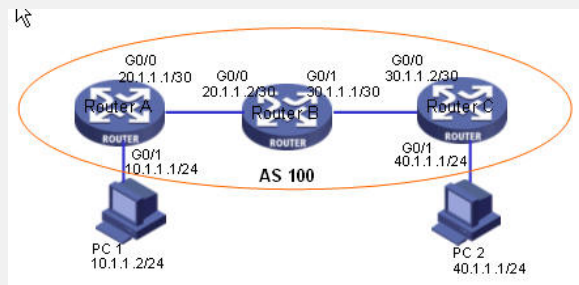 G0/0
20.1.1.1/30
G0/0
20.1.1.2/30
G0/1
30.1.1.1/30
G0/0
30.1.1.2/30
Router A
ROUTER
Router B
ROUTER
Router C
ROUTER
G0/1
10.1.1.1/24
AS 100
G0/1
40.1.1.1/24
PC 1
10.1.1.2/24
PC 2
40.1.1.1/24